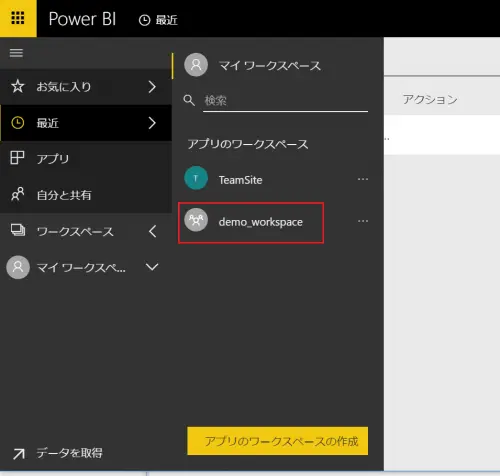 Power BI 最近
お気に入り
最近
アプリ
自分と共有
ワークスペース
マイ ワークスペ...
データを取得
マイ ワークスペース
検索
アプリのワークスペース
T TeamSite ...
demo_workspace ...
アプリのワークスペースの作成
アクション